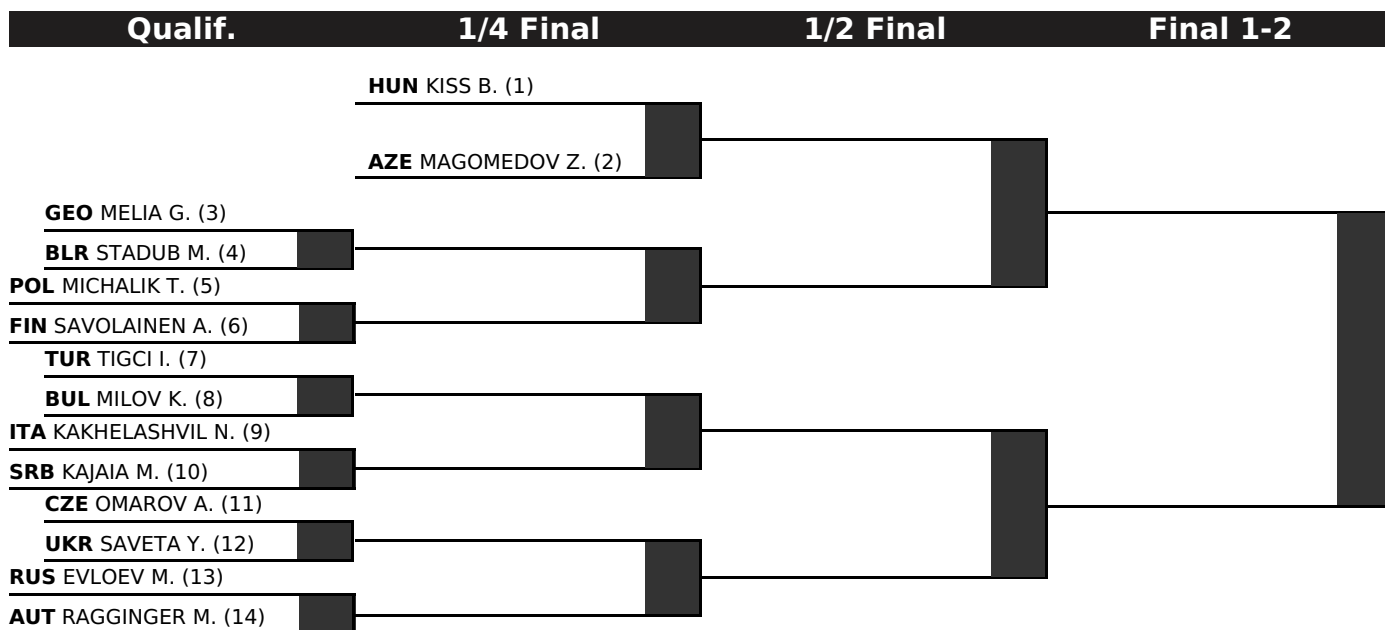 Qualif. 1/4 Final 1/2 Final Final 1-2
HUN KISS B. (1)
AZE MAGOMEDOV Z. (2)
GEO MELIA G. (3)
BLR STADUB M. (4)
POL MICHALIK T. (5)
FIN SAVOLAINEN A. (6)
TUR TIGCI I. (7)
BUL MILOV K. (8)
ITA KAKHELASHVIL N. (9)
SRB KAJAIA M. (10)
CZE OMAROV A. (11)
UKR SAVETA Y. (12)
RUS EVLOEV M. (13)
AUT RAGGINGER M. (14)